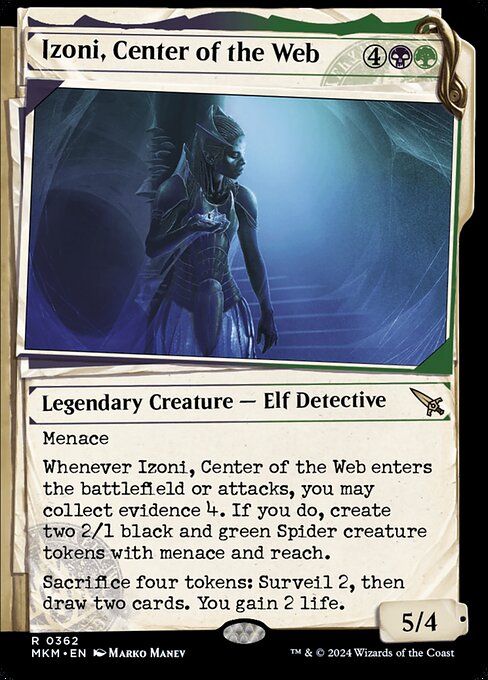 Izoni, Center of the Web 4
Legendary Creature — Elf Detective
Menace
Whenever Izoni, Center of the Web enters
the battlefield or attacks, you may
collect evidence 4. If you do, create
two 2/1 black and green Spider creature
tokens with menace and reach.
Sacrifice four tokens: Surveil 2, then
draw two cards. You gain 2 life.
5/4
R 0362
MKM • EN Marko Manev
™ & © 2024 Wizards of the Coast